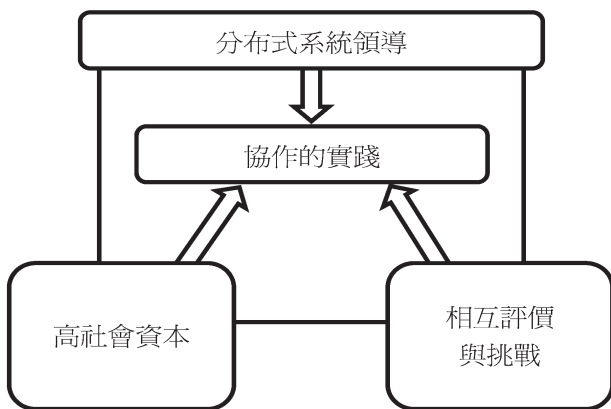 分布式系統領導
協作的實踐
高社會資本
相互評價
與挑戰